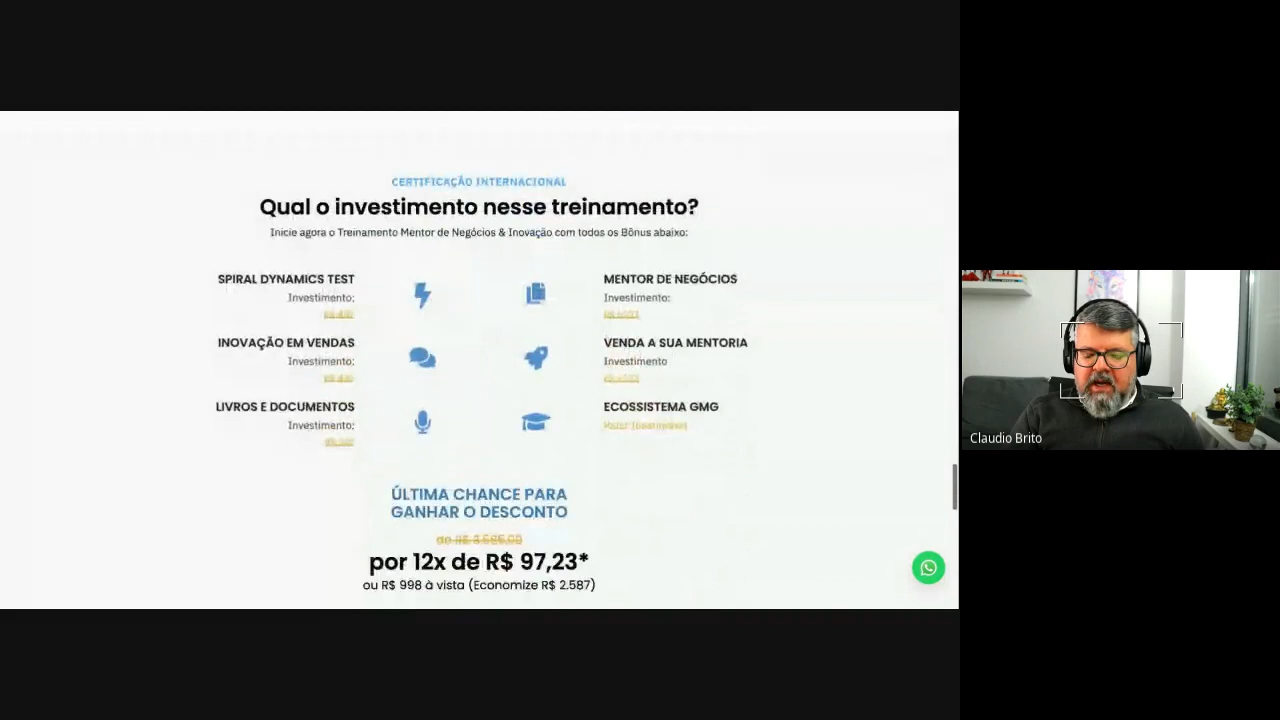 CERTIFICAÇÃO INTERNACIONAL
Qual o investimento nesse treinamento?
Inicie agora o Treinamento Mentor de Negócios & Inovação com todos os Bônus abaixo:
SPIRAL DYNAMICS TEST
Investimento:
MENTOR DE NEGÓCIOS
Investimento:
INOVAÇÃO EM VENDAS
Investimento:
VENDA A SUA MENTORIA
Investimento
LIVROS E DOCUMENTOS
Investimento:
ECOSSISTEMA GMG
ÚLTIMA CHANCE PARA
GANHAR O DESCONTO
por 12x de R$ 97,23*
ou R$ 998 à vista (Economize R$ 2.587)
Claudio Brito